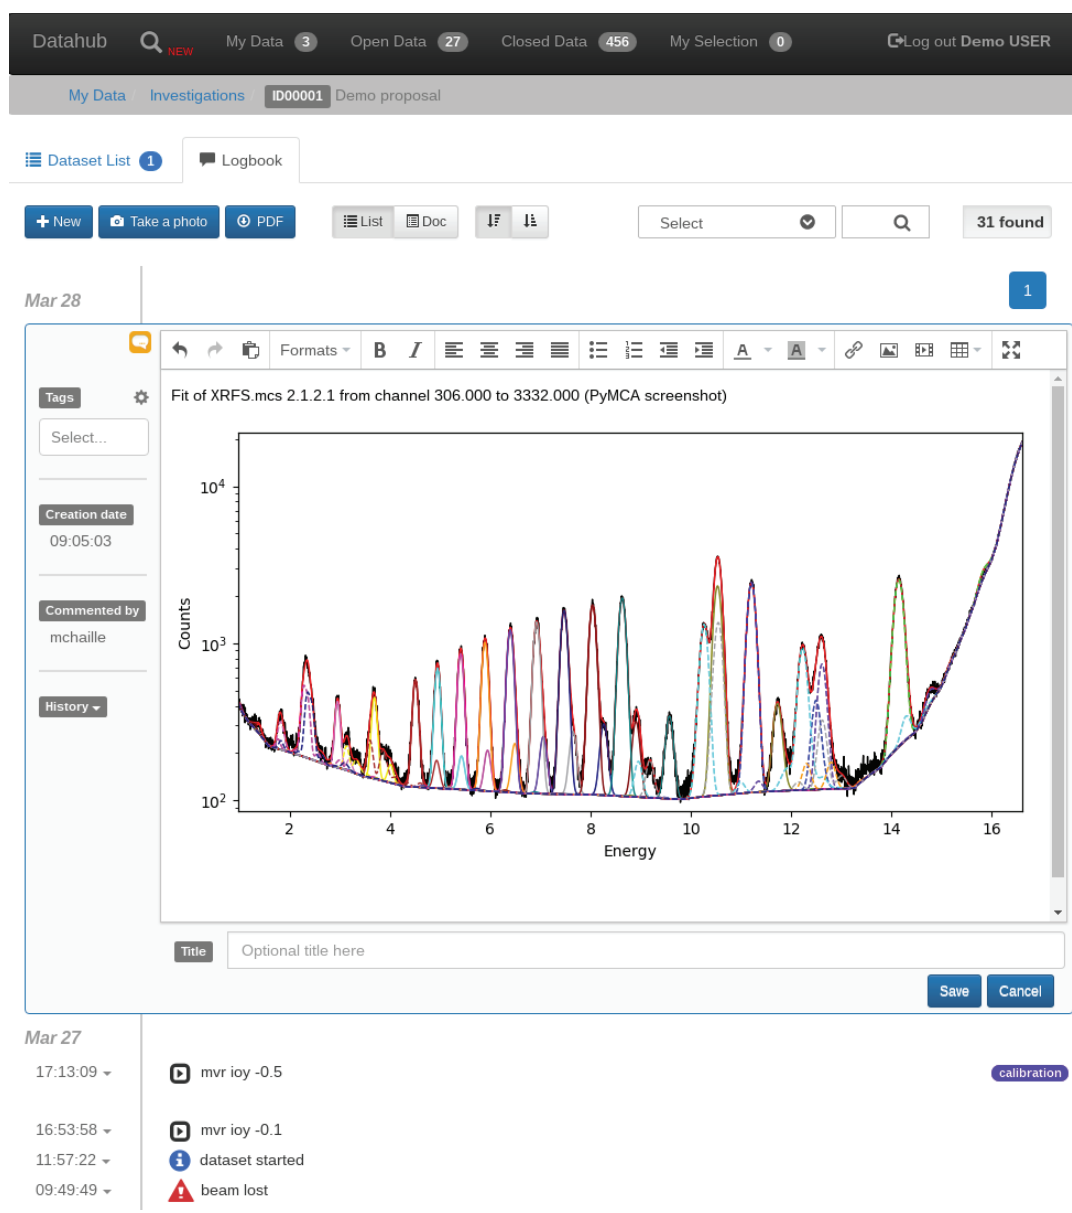 Datahub NEW My Data 3 Open Data 27 Closed Data 456 My Selection 0 Log out Demo USER
My Data / Investigations / ID00001 Demo proposal
Dataset List 1 Logbook
New Take a photo PDF List Doc Select 31 found
Mar 28
1
Formats B I A A
Tags
Select...
Creation date
09:05:03
Commented by
mchaille
History
Fit of XRFS.mcs 2.1.2.1 from channel 306.000 to 3332.000 (PyMCA screenshot)
10⁴
10³
10²
Counts
2 4 6 8 10 12 14 16
Energy
Title Optional title here
Save Cancel
Mar 27
17:13:09 mvr ioy -0.5 calibration
16:53:58 mvr ioy -0.1
11:57:22 dataset started
09:49:49 beam lost